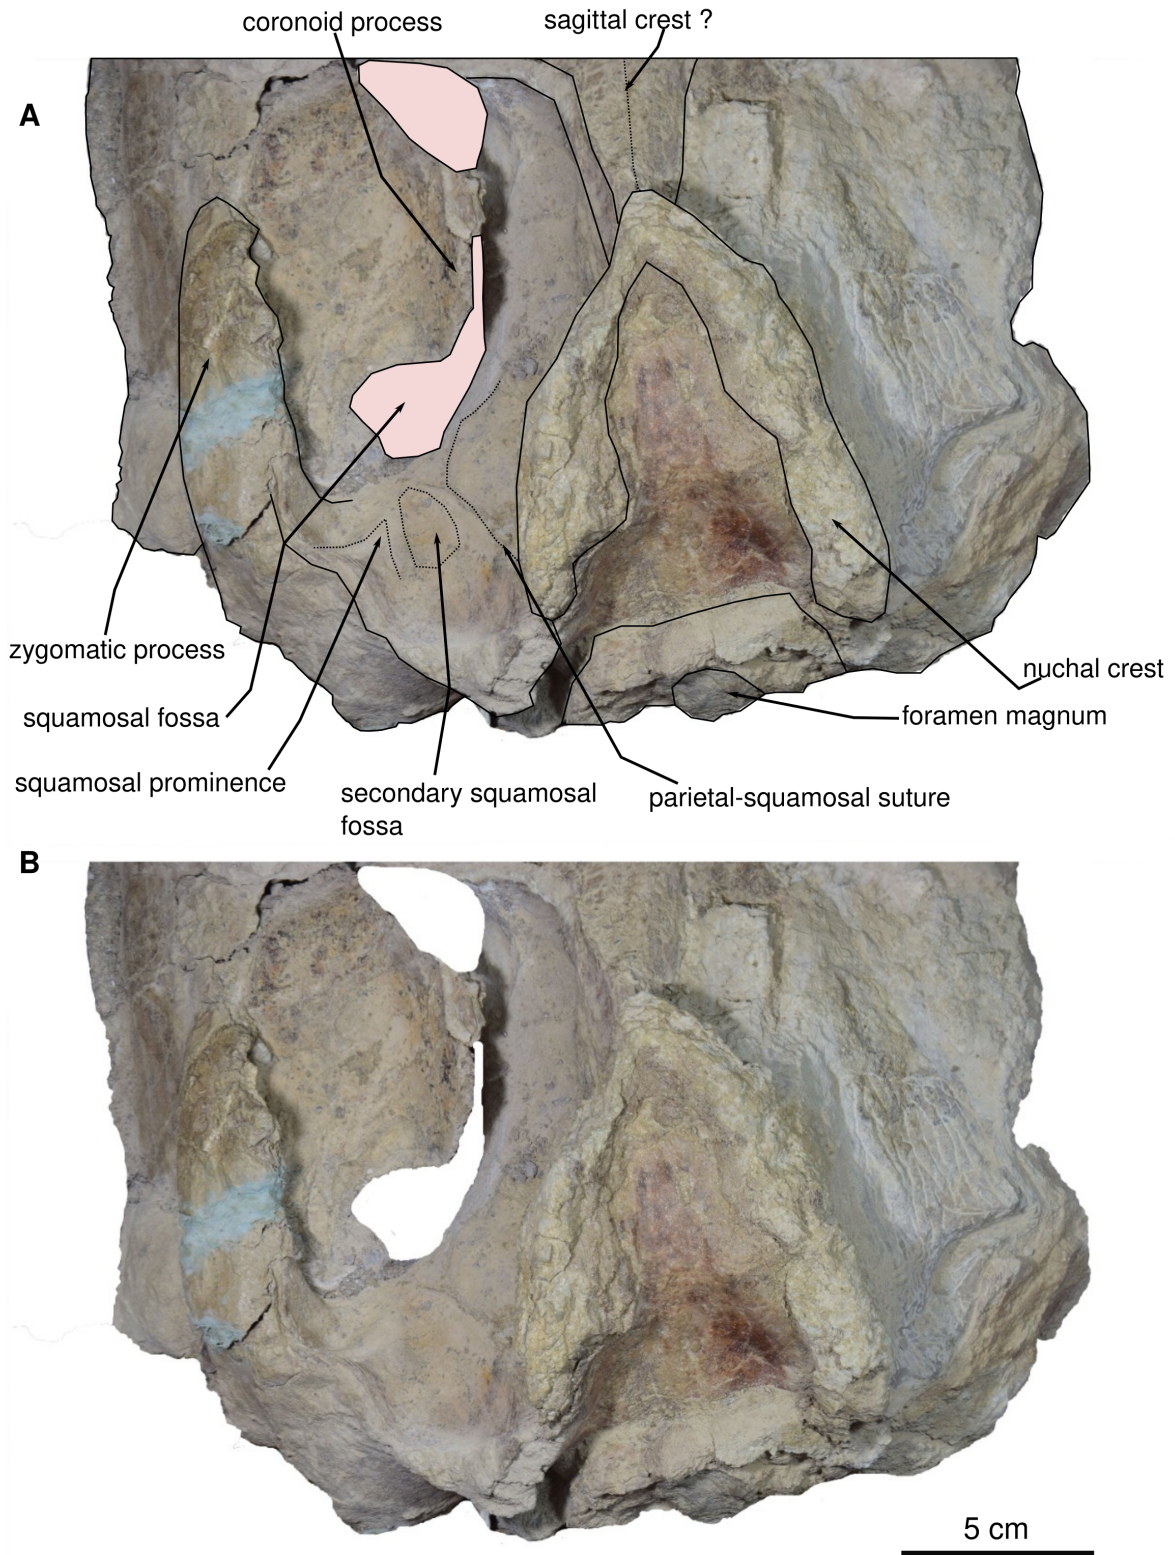 coronoid process
sagittal crest ?
A
zygomatic process
nuchal crest
squamosal fossa
foramen magnum
squamosal prominence
secondary squamosal
fossa
parietal-squamosal suture
B
5 cm